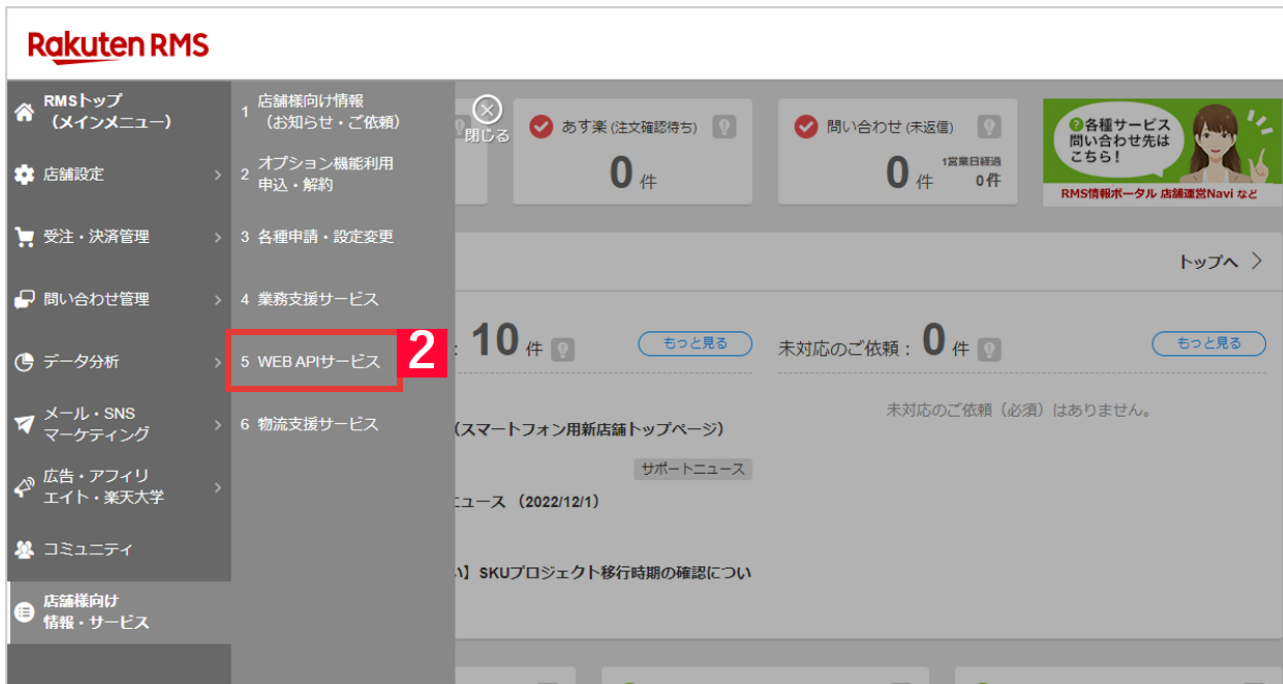 Rakuten RMS
RMSトップ
（メインメニュー）
店舗設定
受注・決済管理
問い合わせ管理
データ分析
メール・SNS
マーケティング
広告・アフィリ
エイト・楽天大学
コミュニティ
店舗様向け
情報・サービス
1 店舗様向け情報
（お知らせ・ご依頼）
2 オプション機能利用
申込・解約
3 各種申請・設定変更
4 業務支援サービス
5 WEB APIサービス
2
6 物流支援サービス
閉じる
あす楽 (注文確認待ち)
0 件
問い合わせ (未返信)
0 件
1営業日経過
0件
各種サービス
問い合わせ先は
こちら！
RMS情報ポータル 店舗運営Navi など
トップへ
: 10 件
もっと見る
未対応のご依頼： 0 件
もっと見る
未対応のご依頼（必須）はありません。
（スマートフォン用新店舗トップページ）
サポートニュース
ニュース （2022/12/1）
い】SKUプロジェクト移行時期の確認につい